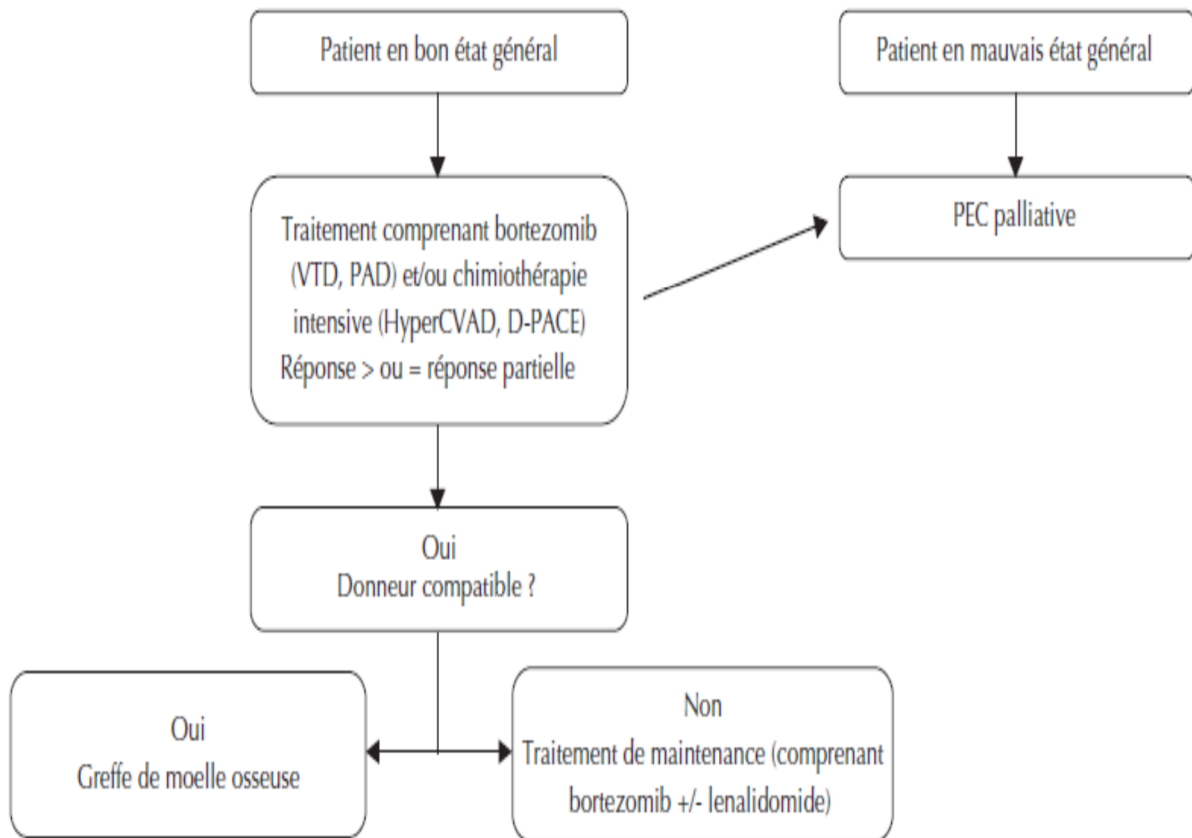 Patient en bon état général
Patient en mauvais état général
Traitement comprenant bortezomib
(VTD, PAD) et/ou chimiothérapie
intensive (HyperCVAD, D-PACE)
Réponse > ou = réponse partielle
PEC palliative
Oui
Donneur compatible ?
Oui
Greffe de moelle osseuse
Non
Traitement de maintenance (comprenant
bortezomib +/- lenalidomide)